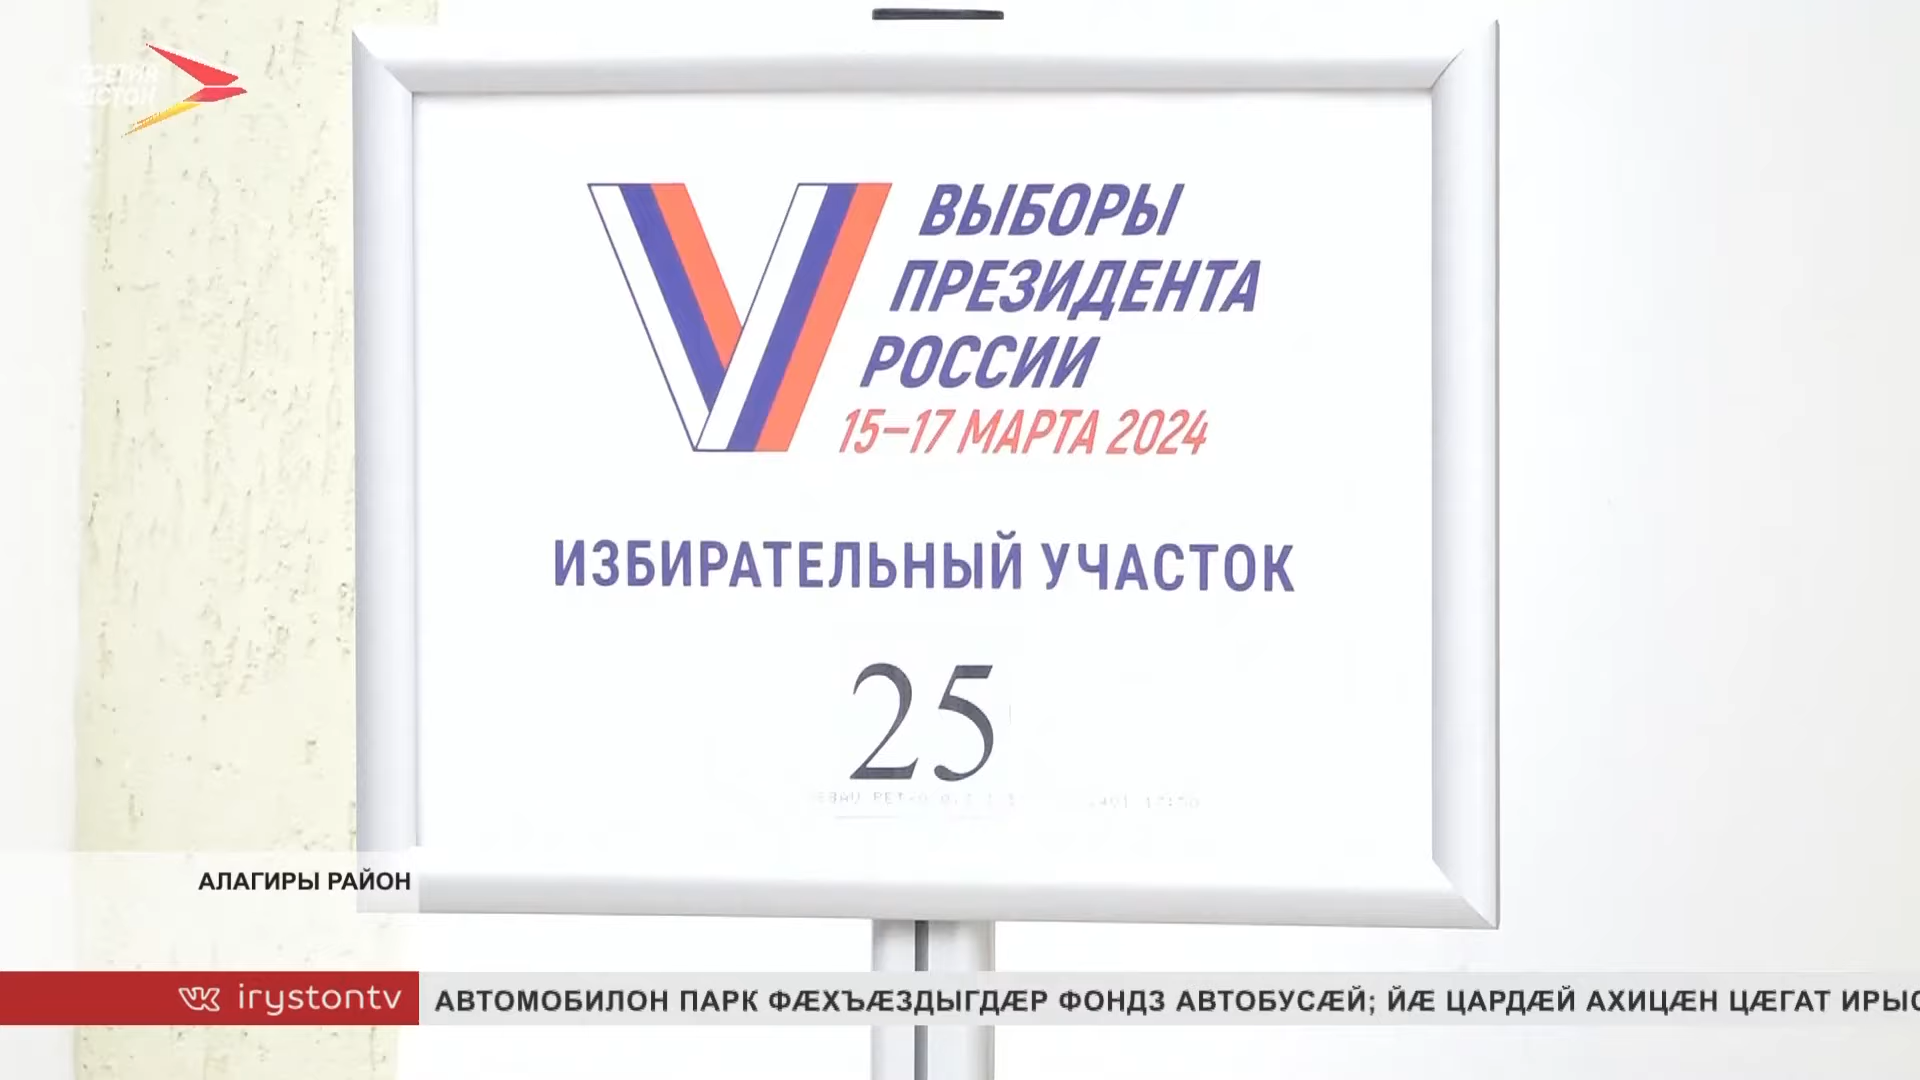 ВЫБОРЫ
ПРЕЗИДЕНТА
РОССИИ
15–17 МАРТА 2024
ИЗБИРАТЕЛЬНЫЙ УЧАСТОК
25
АЛАГИРЫ РАЙОН
irystontv
АВТОМОБИЛОН ПАРК ФÆХЪÆЗДЫГДÆР ФОНДЗ АВТОБУСÆЙ; ЙÆ ЦАРДÆЙ АХИЦÆН ЦÆГАТ